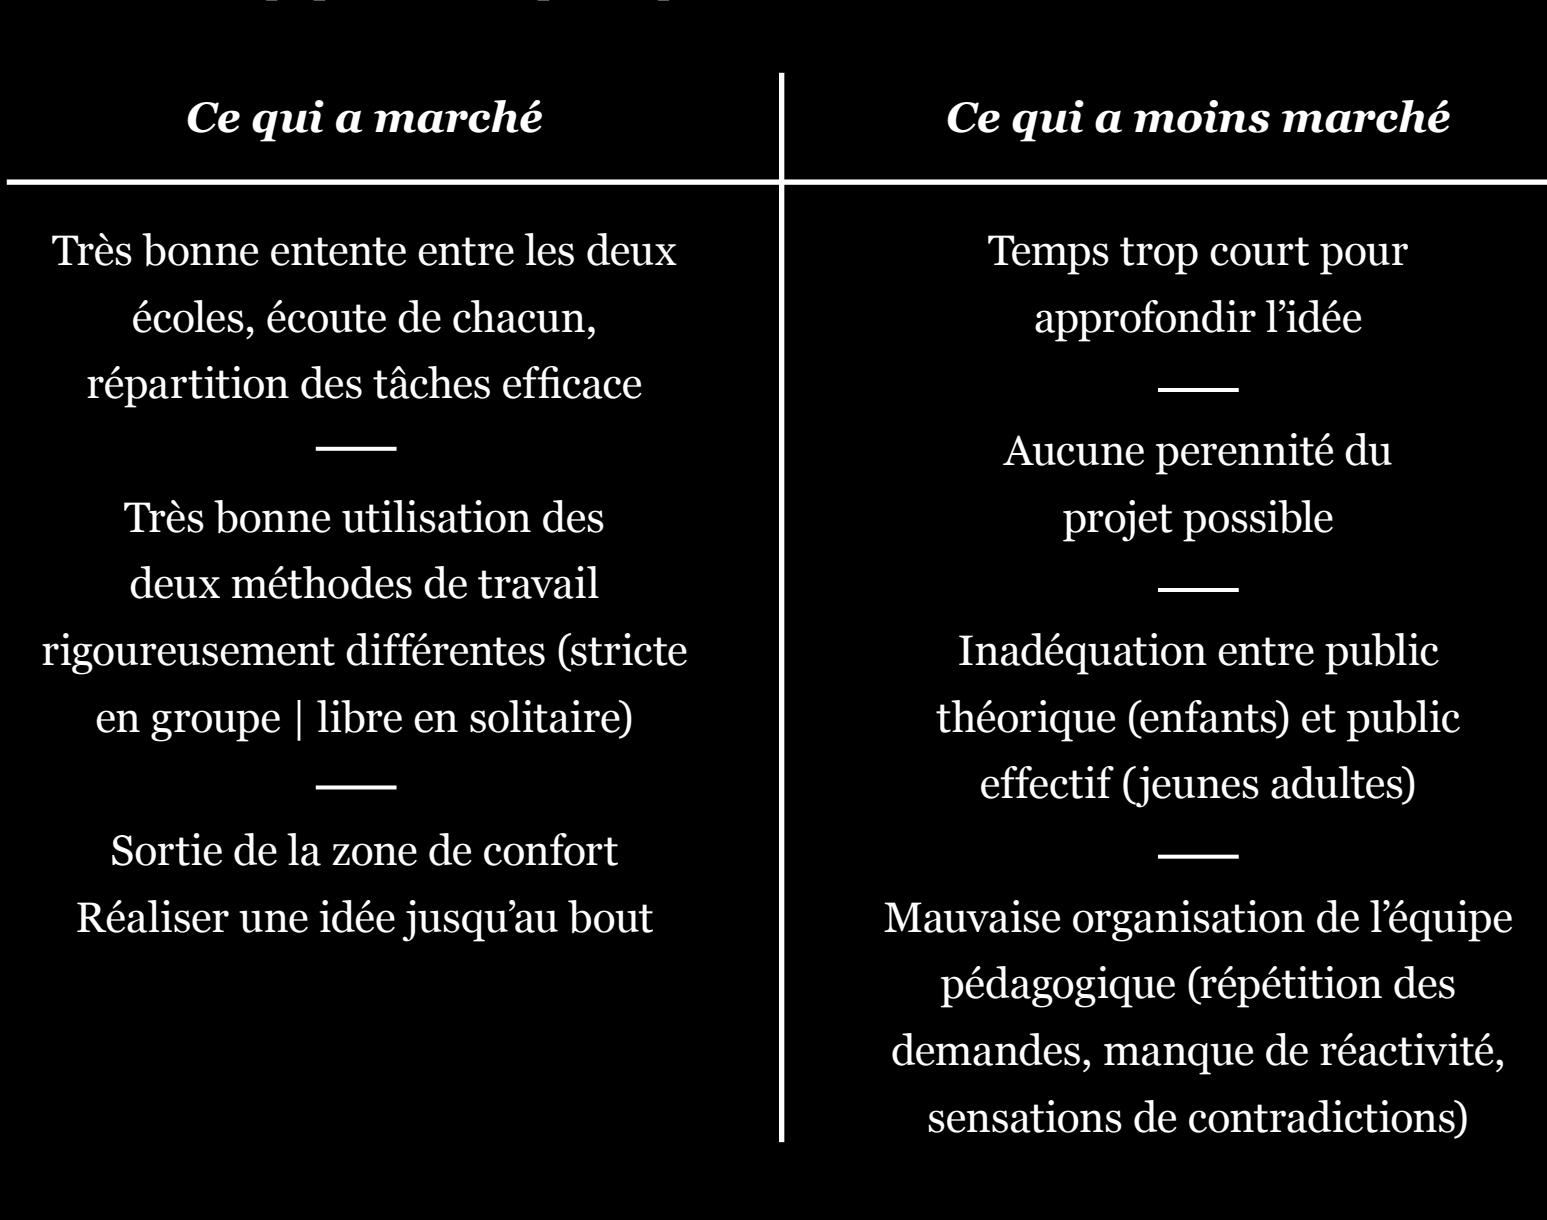 Ce qui a marché
Très bonne entente entre les deux
écoles, écoute de chacun,
répartition des tâches efficace
Très bonne utilisation des
deux méthodes de travail
rigoureusement différentes (stricte
en groupe | libre en solitaire)
Sortie de la zone de confort
Réaliser une idée jusqu’au bout
Ce qui a moins marché
Temps trop court pour
approfondir l’idée
Aucune perennité du
projet possible
Inadéquation entre public
théorique (enfants) et public
effectif (jeunes adultes)
Mauvaise organisation de l’équipe
pédagogique (répétition des
demandes, manque de réactivité,
sensations de contradictions)